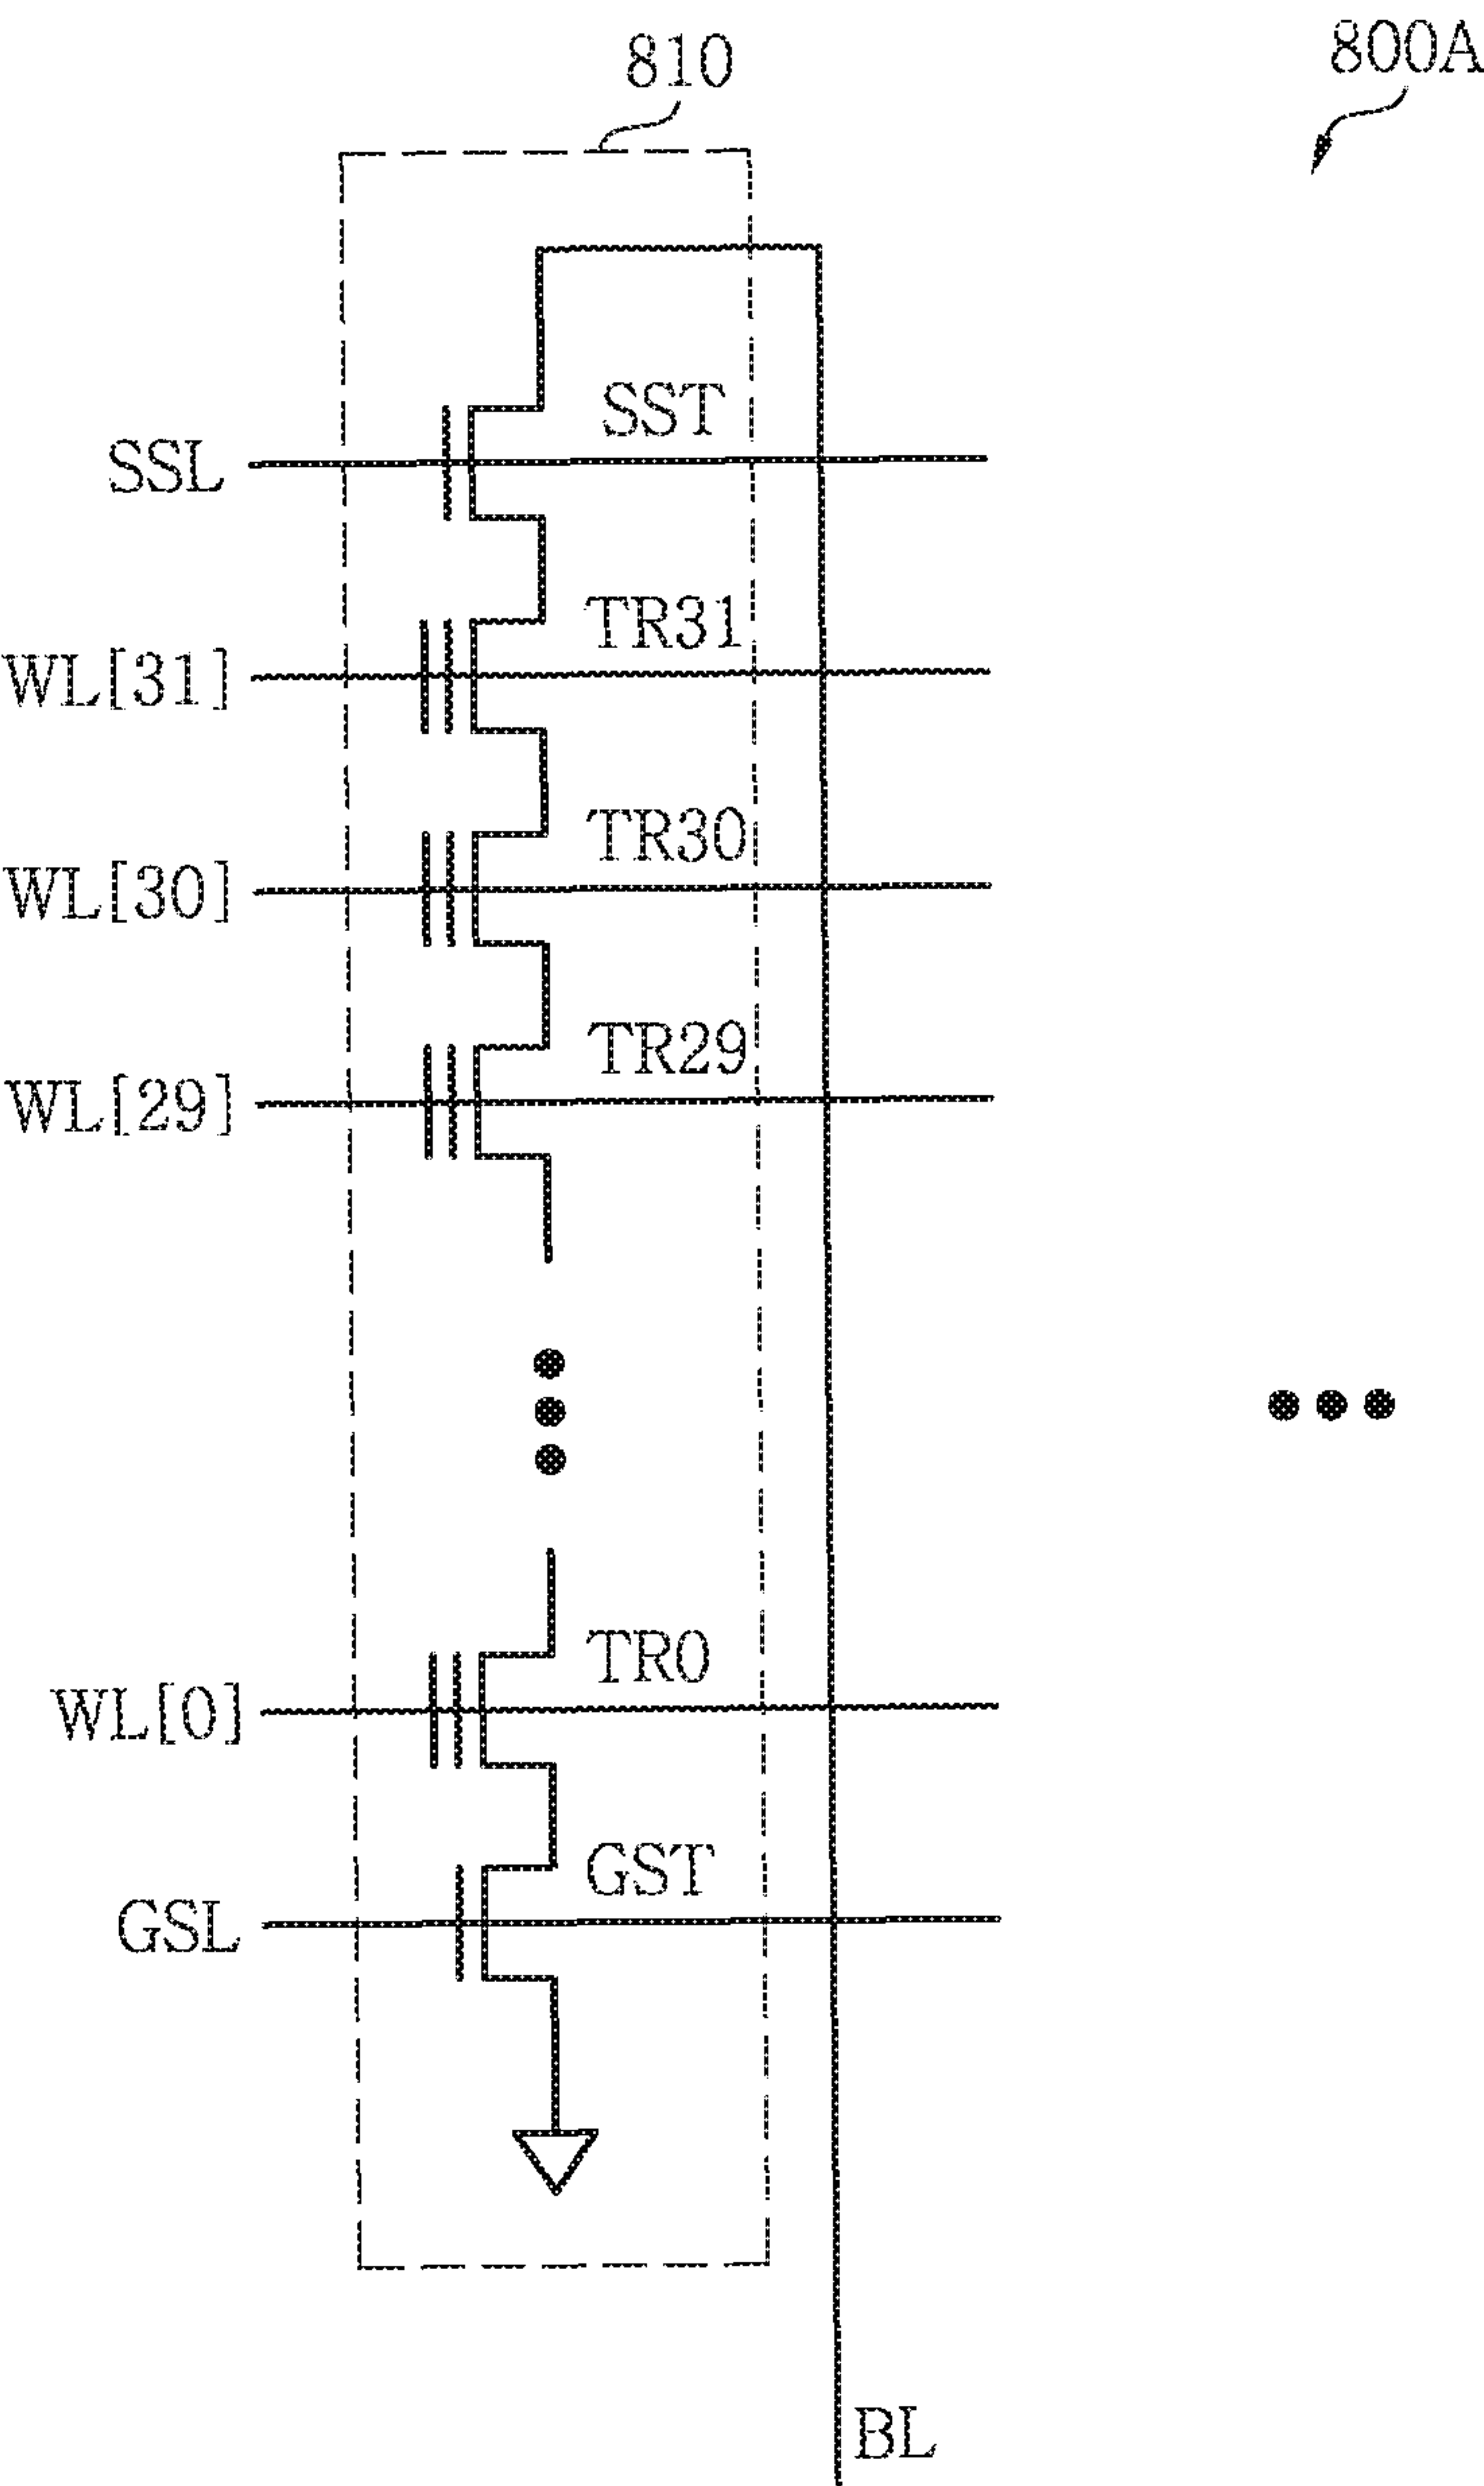 810
800A
SST
SSL
TR31
WL[31]
TR30
WL[30]
TR29
WL[29]
TR0
WL[0]
GST
GSL
BL